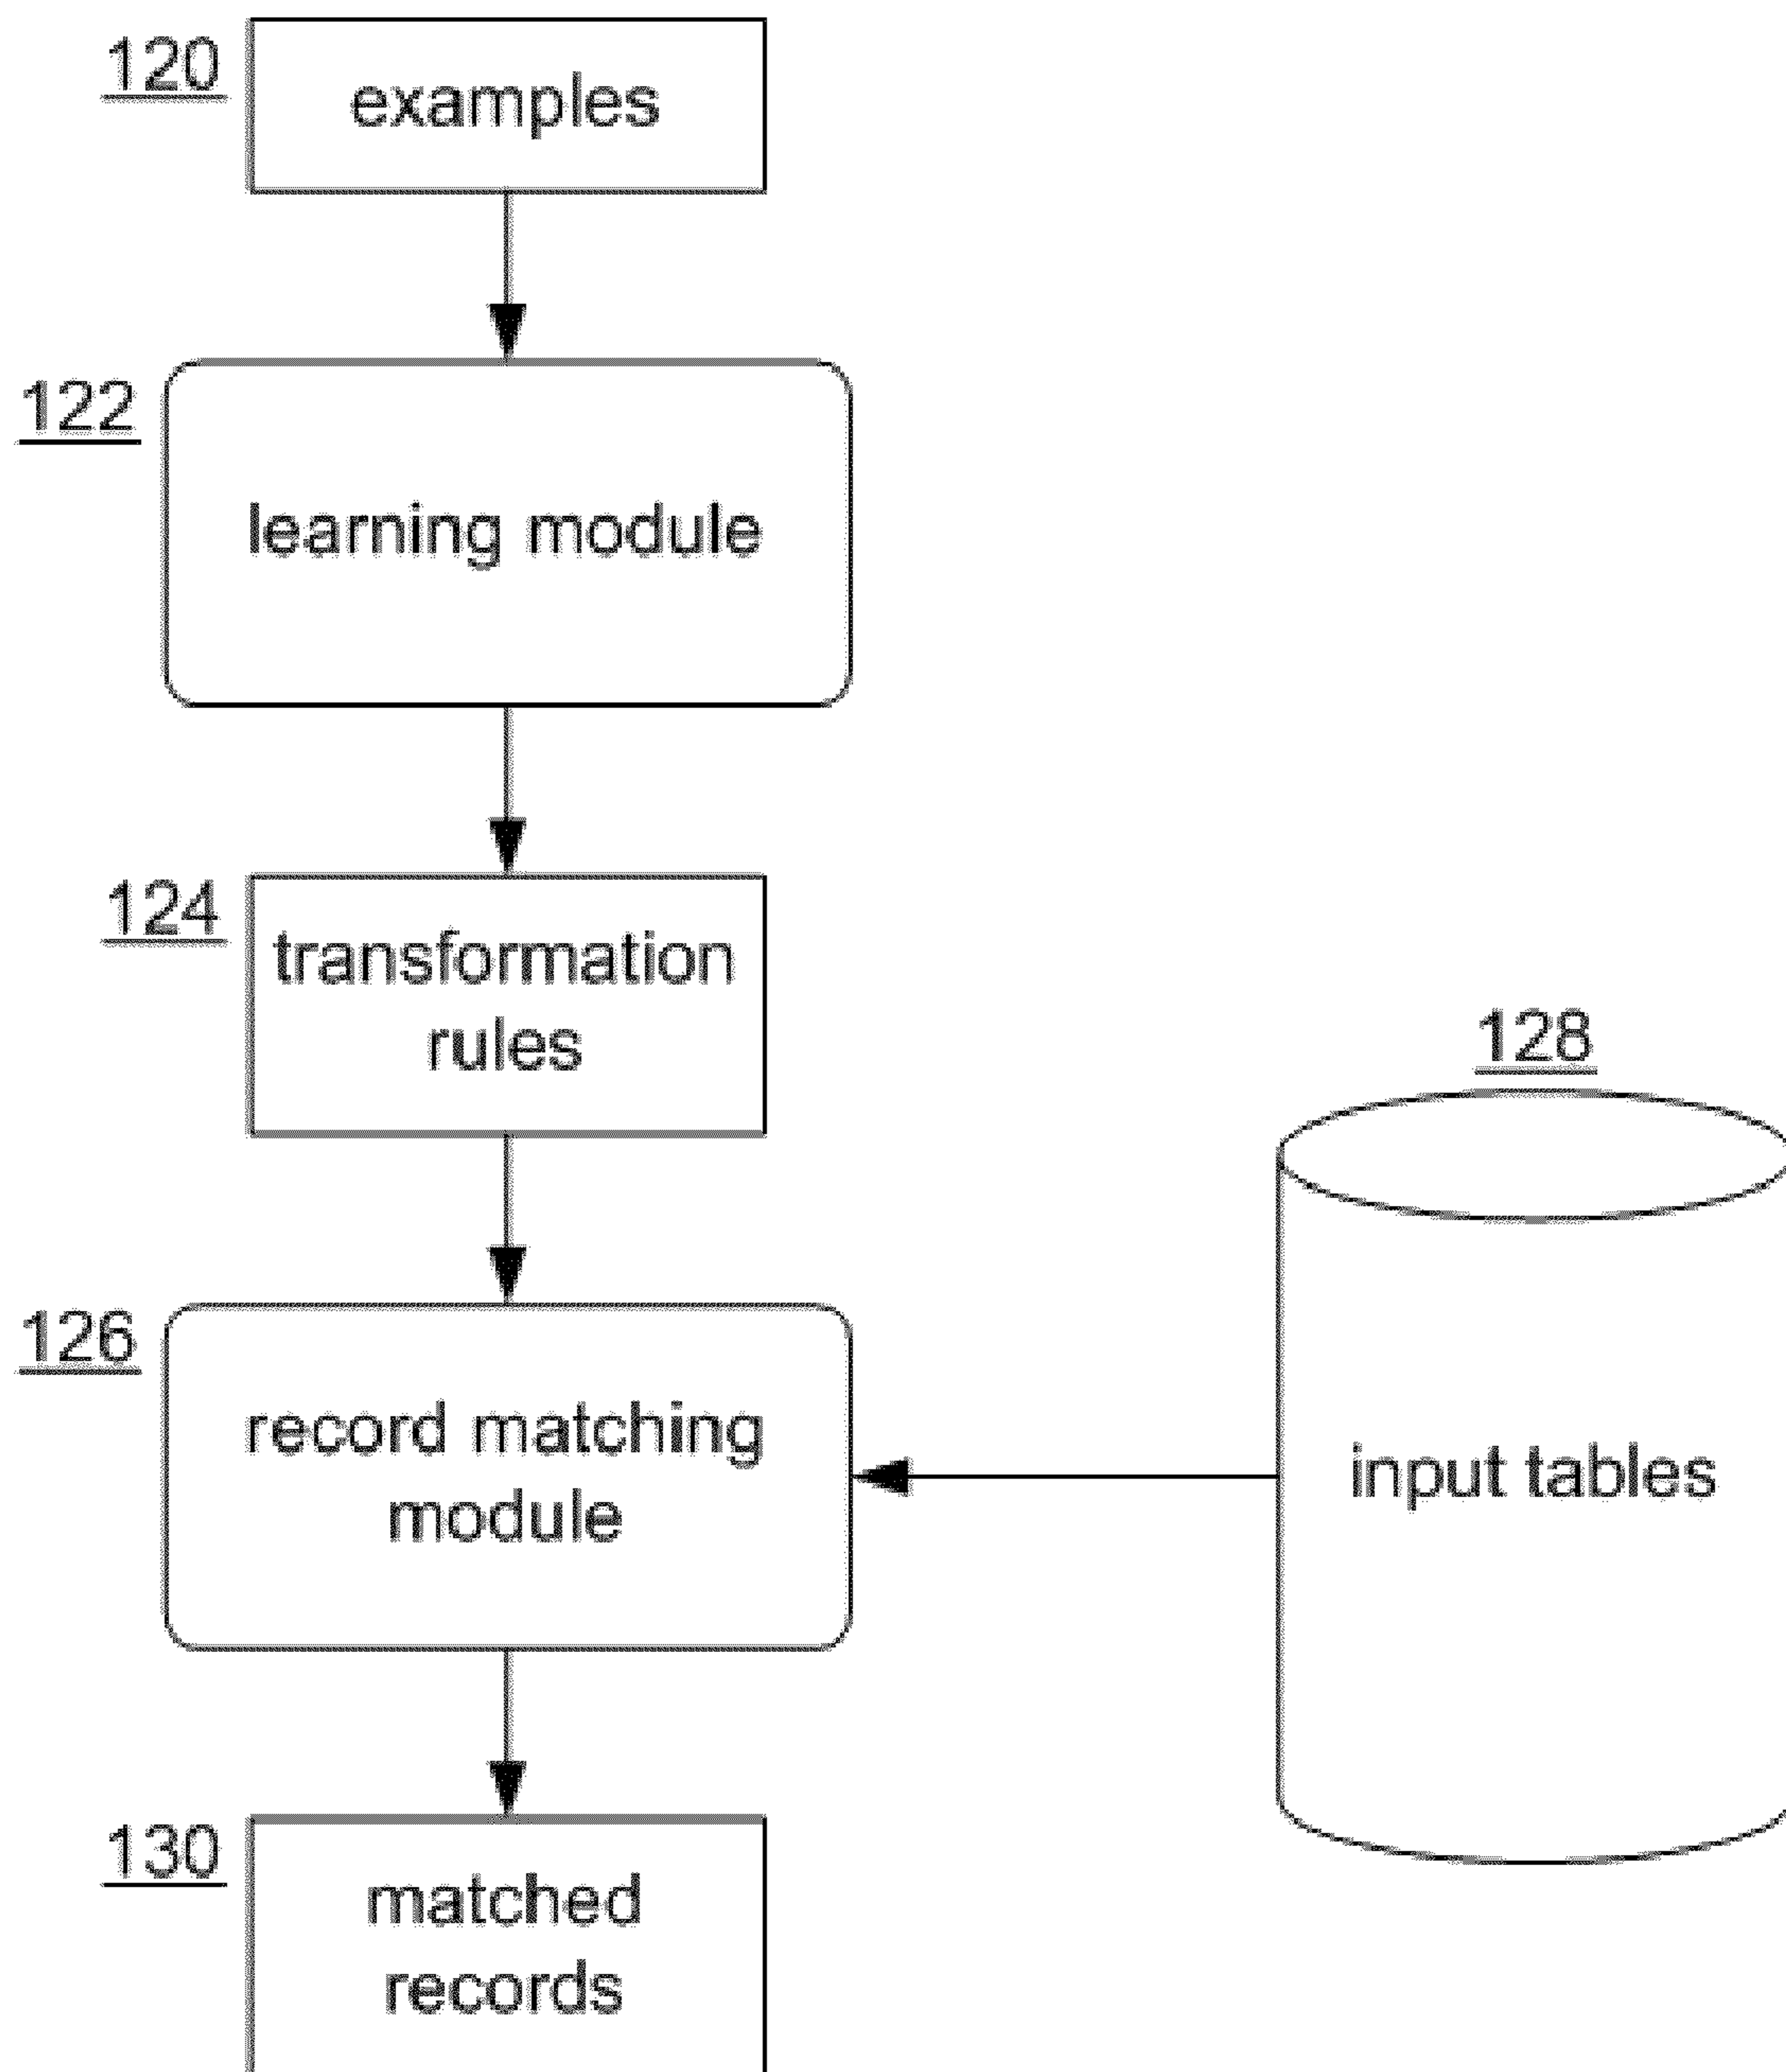 120
examples
122
learning module
124
transformation
rules
128
126
record matching
module
input tables
130
matched
records